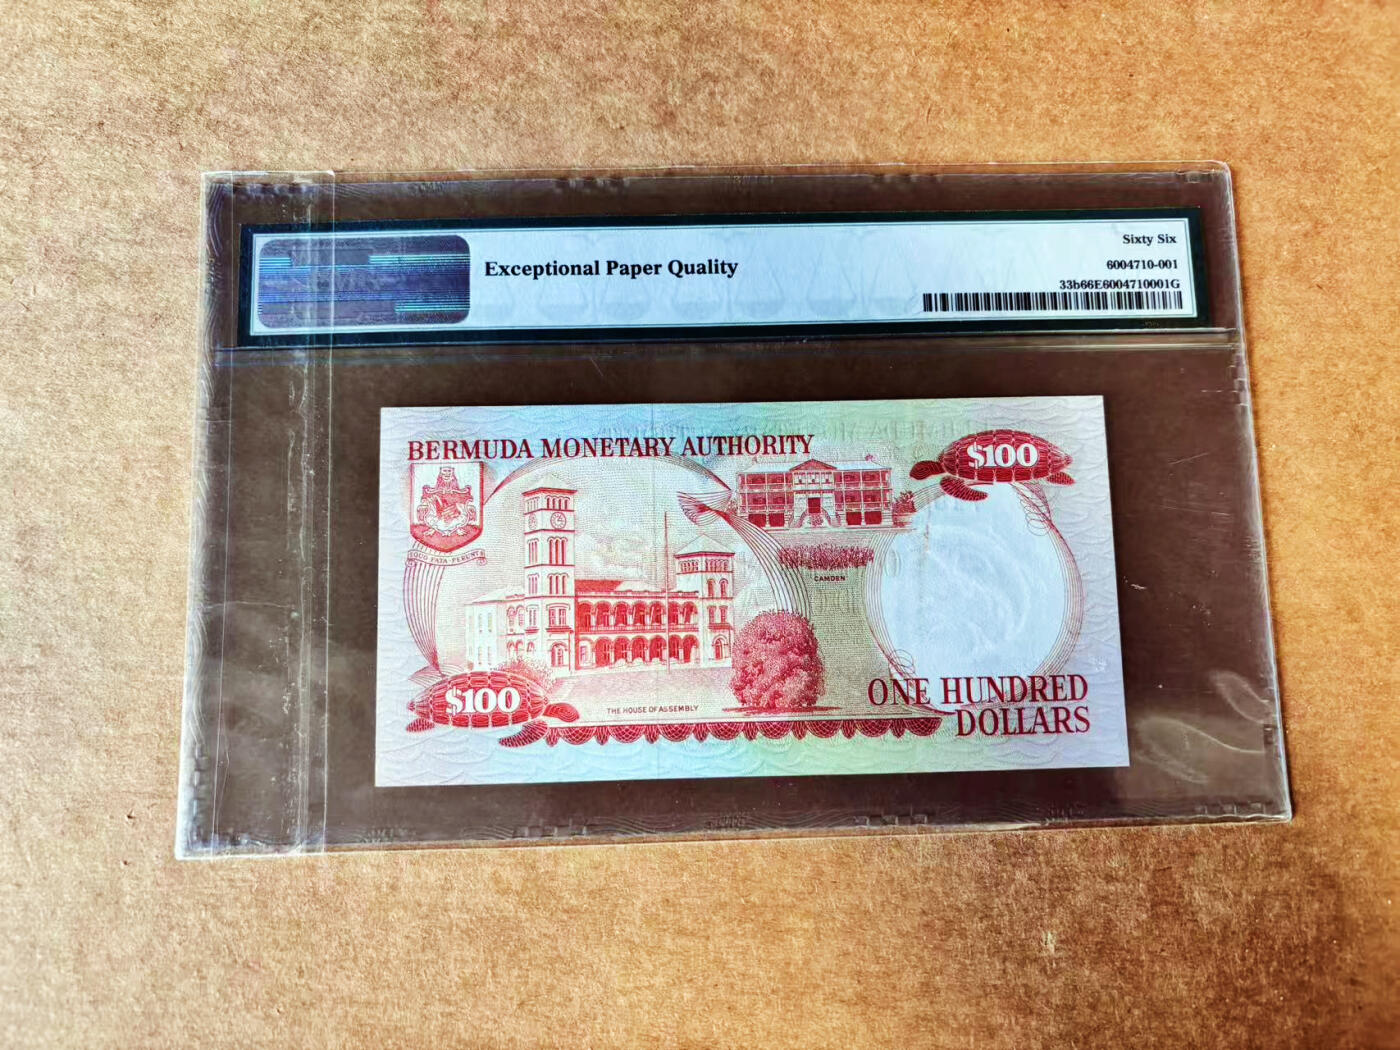 Exceptional Paper Quality
Sixty Six
6004710-001
33b66E6004710001G
BERMUDA MONETARY AUTHORITY
$100
QUO FATA FERUNT
CAMDEN
$100
THE HOUSE OF ASSEMBLY
ONE HUNDRED
DOLLARS